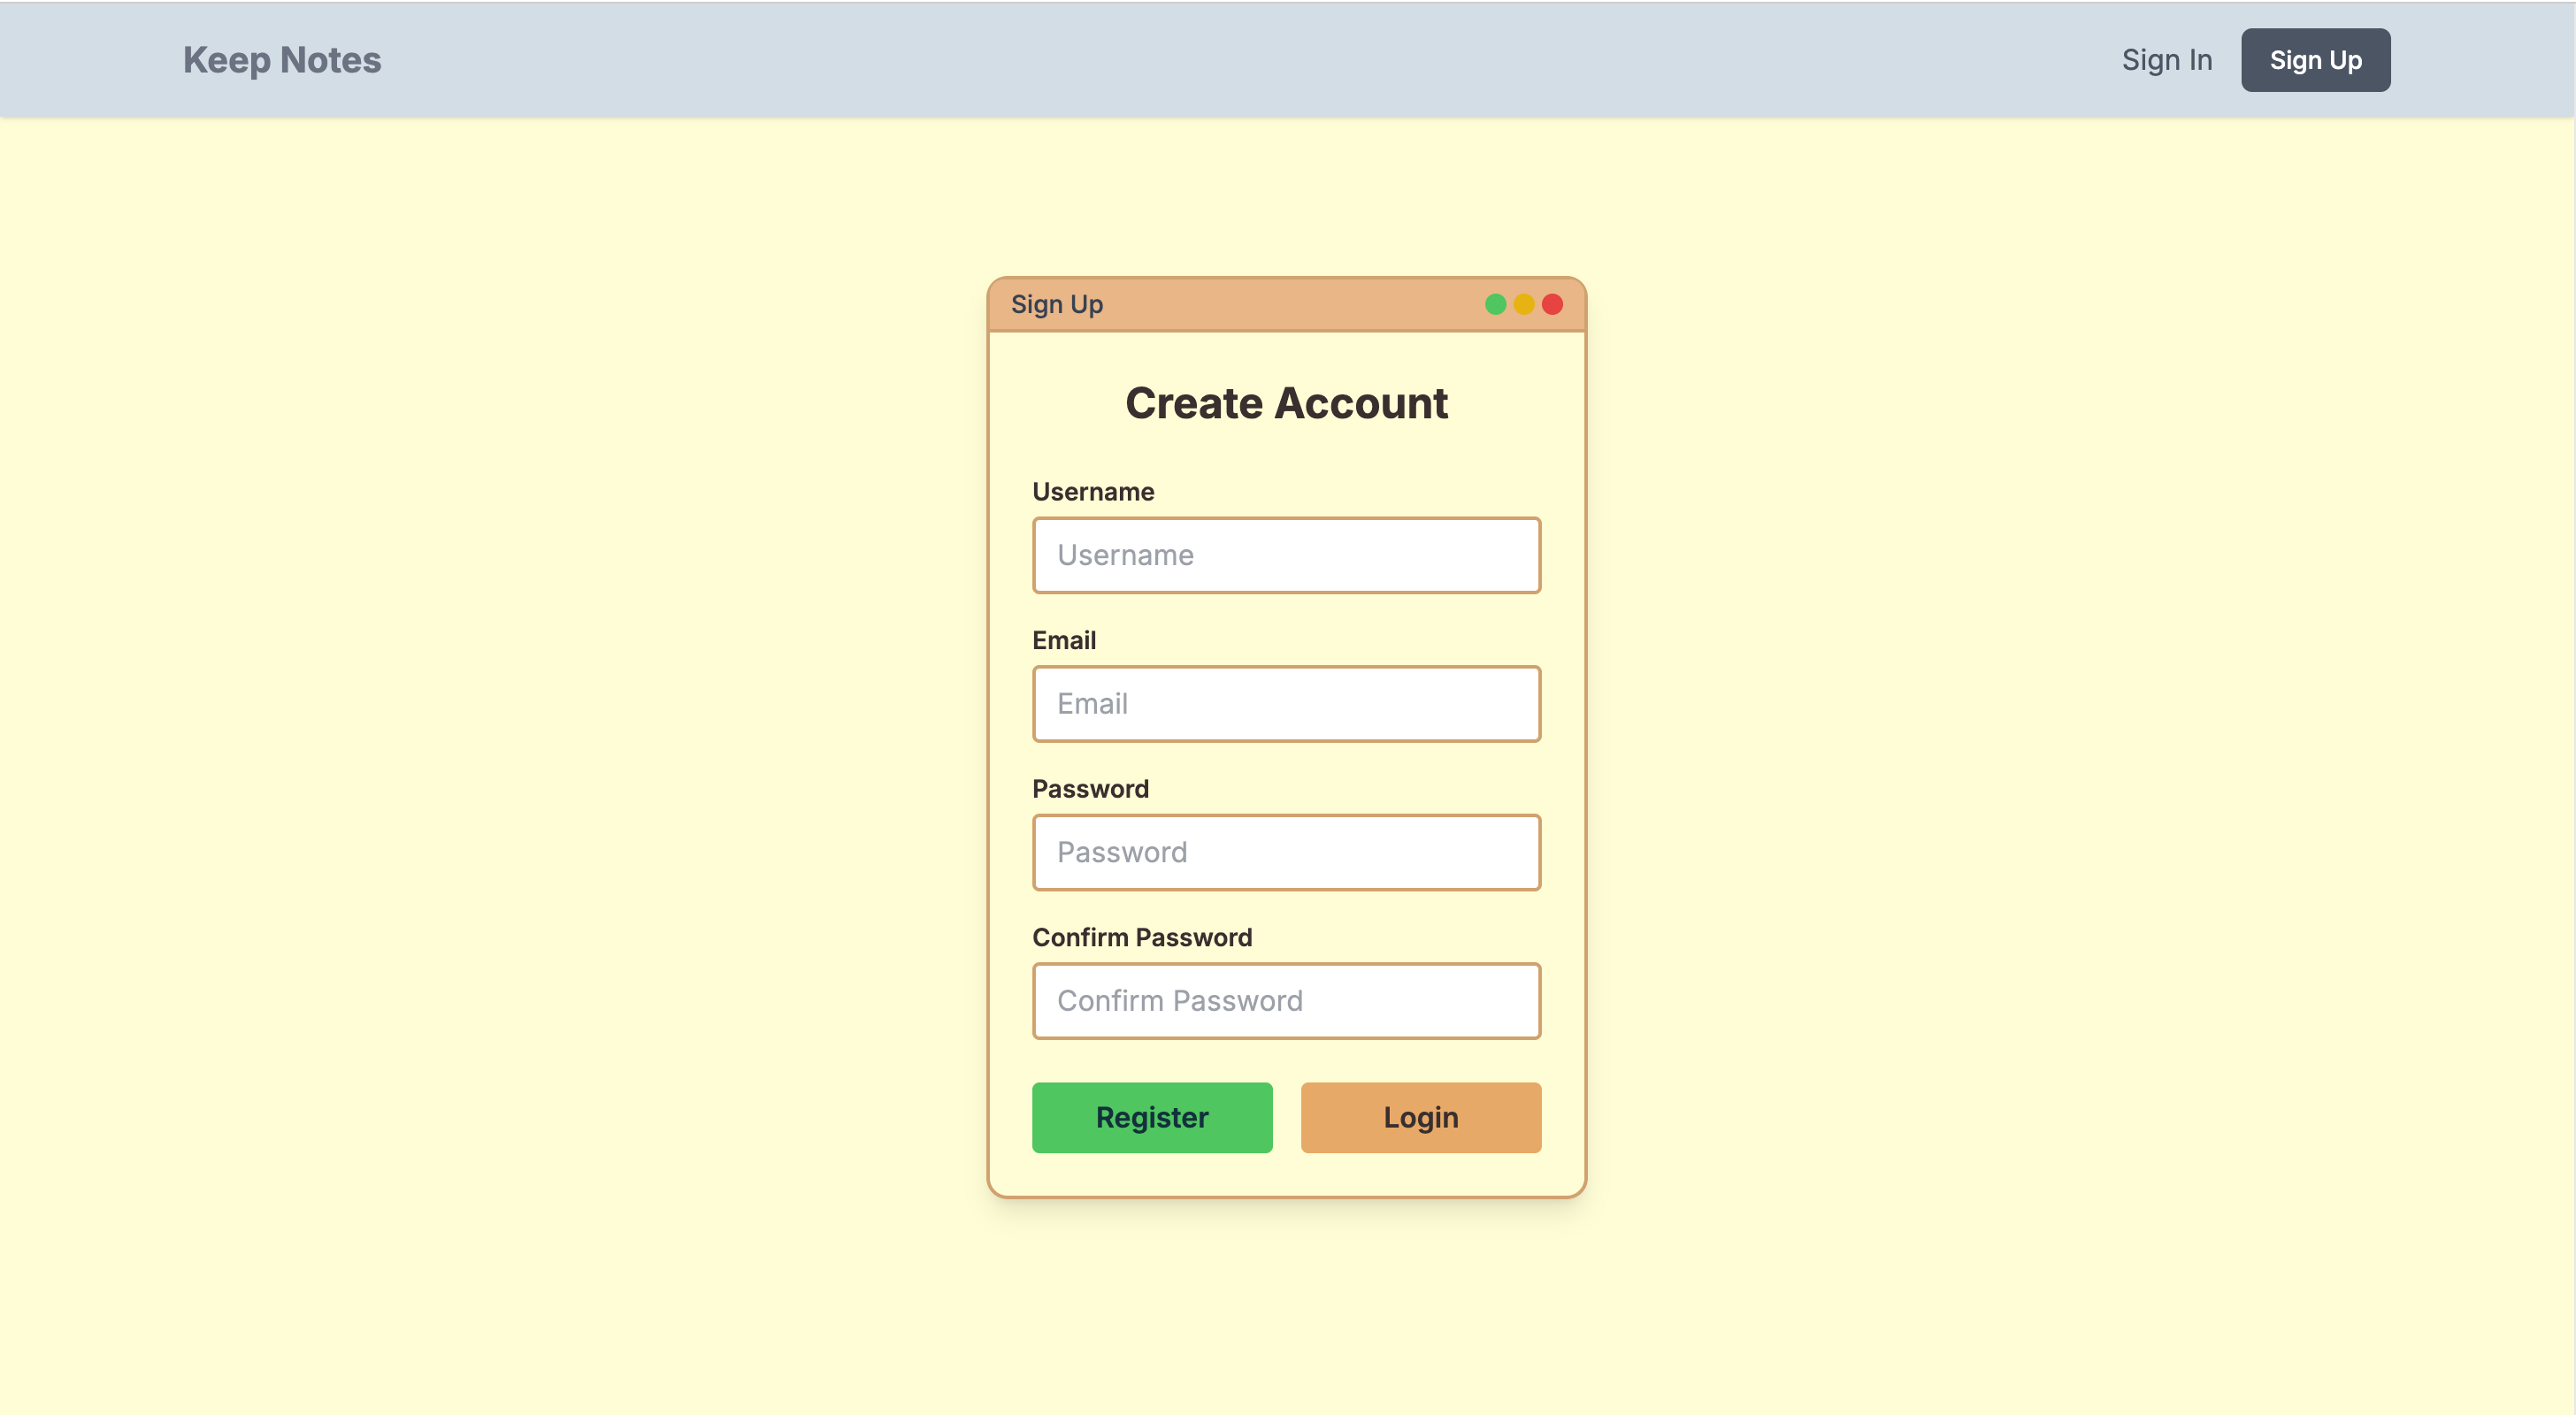 Keep Notes
Sign In
Sign Up
Sign Up
Create Account
Username
Username
Email
Email
Password
Password
Confirm Password
Confirm Password
Register
Login